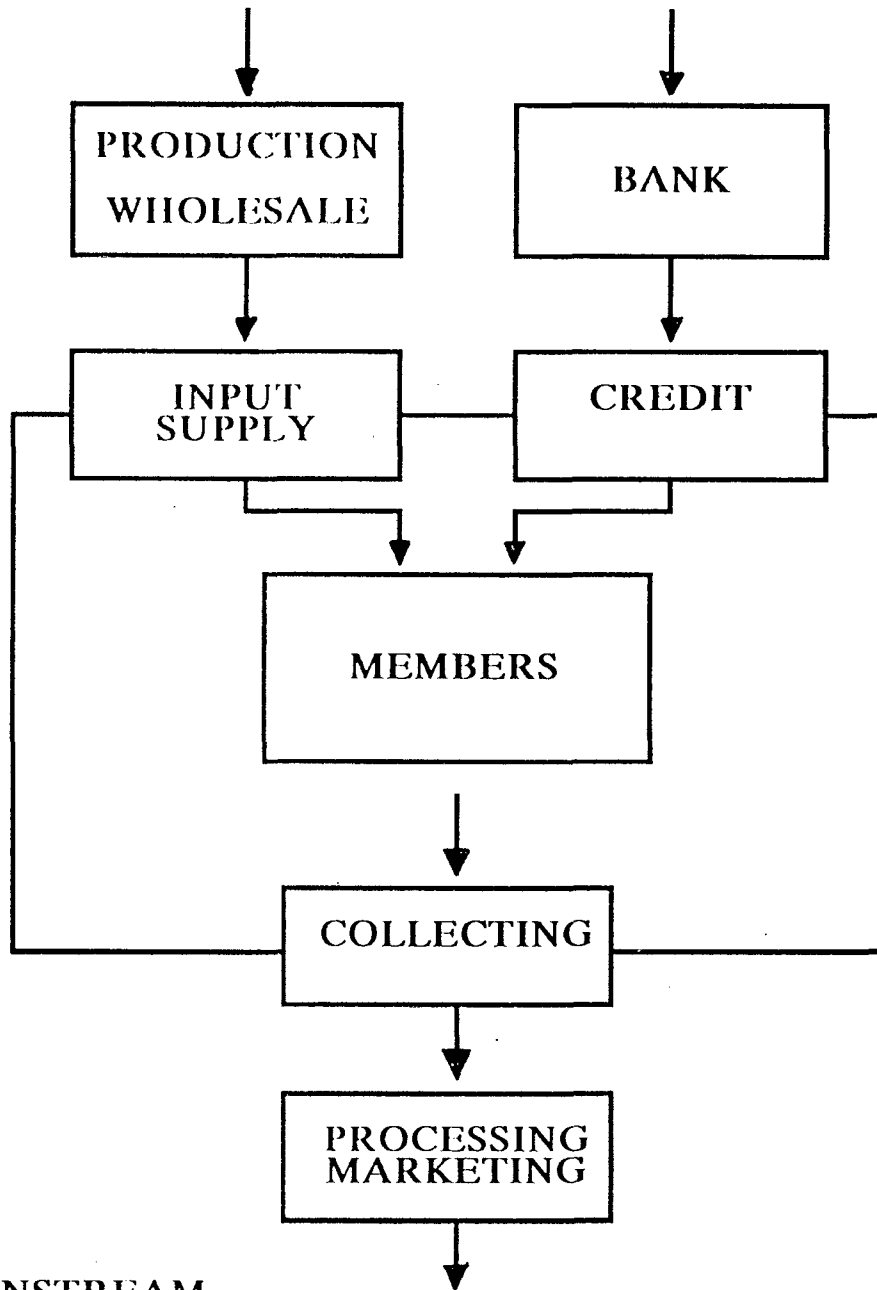 PRODUCTION
WHOLESALE
BANK
INPUT
SUPPLY
CREDIT
MEMBERS
COLLECTING
PROCESSING
MARKETING